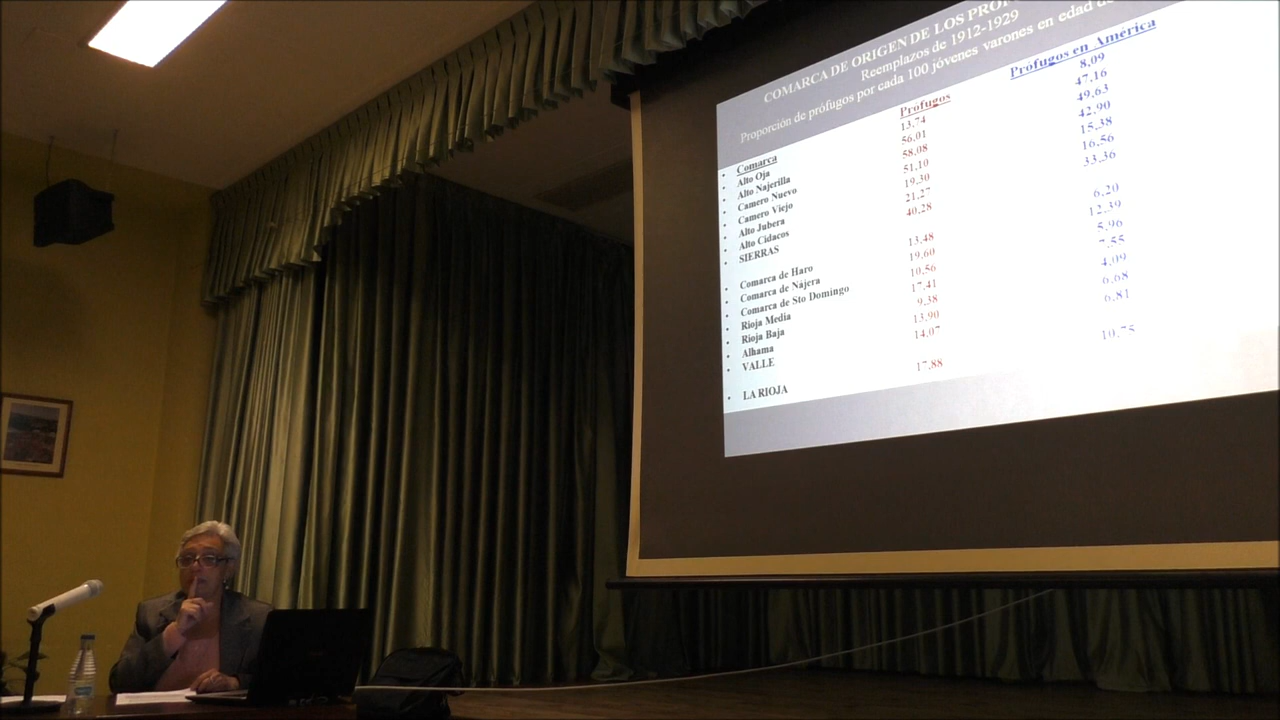 COMARCA DE ORIGEN DE LOS
Reemplazos de 1912-1929
Proporción de prófugos por cada 100 jóvenes varones en edad
Comarca Prófugos Prófugos en América
Alto Oja 13,74 8,09
Alto Najerilla 56,01 47,16
Camero Nuevo 58,08 49,63
Camero Viejo 51,10 42,90
Alto Jubera 19,30 15,38
Alto Cidacos 21,27 16,56
SIERRAS 40,28 33,36
Comarca de Haro 13,48 6,20
Comarca de Nájera 19,60 12,39
Comarca de Sto Domingo 10,56 5,96
Rioja Media 17,41 7,55
Rioja Baja 9,38 4,09
Alhama 13,90 6,68
VALLE 14,07 6,81
LA RIOJA 17,88 10,75